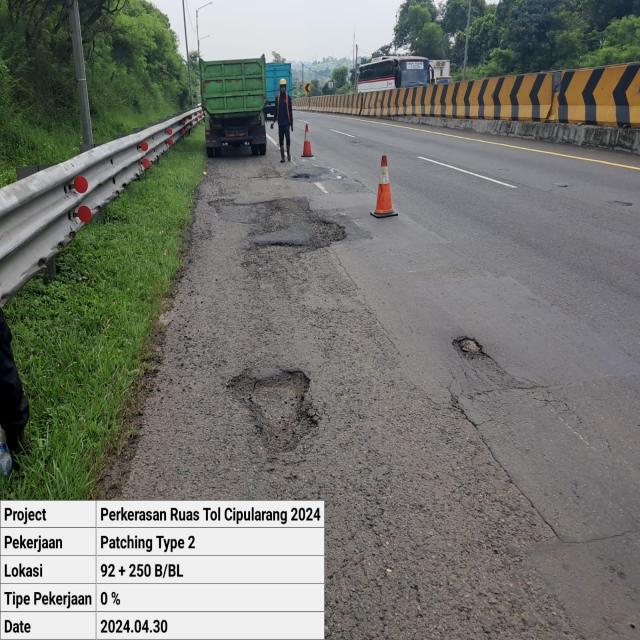 Project Perkerasan Ruas Tol Cipularang 2024
Pekerjaan Patching Type 2
Lokasi 92 + 250 B/BL
Tipe Pekerjaan 0 %
Date 2024.04.30